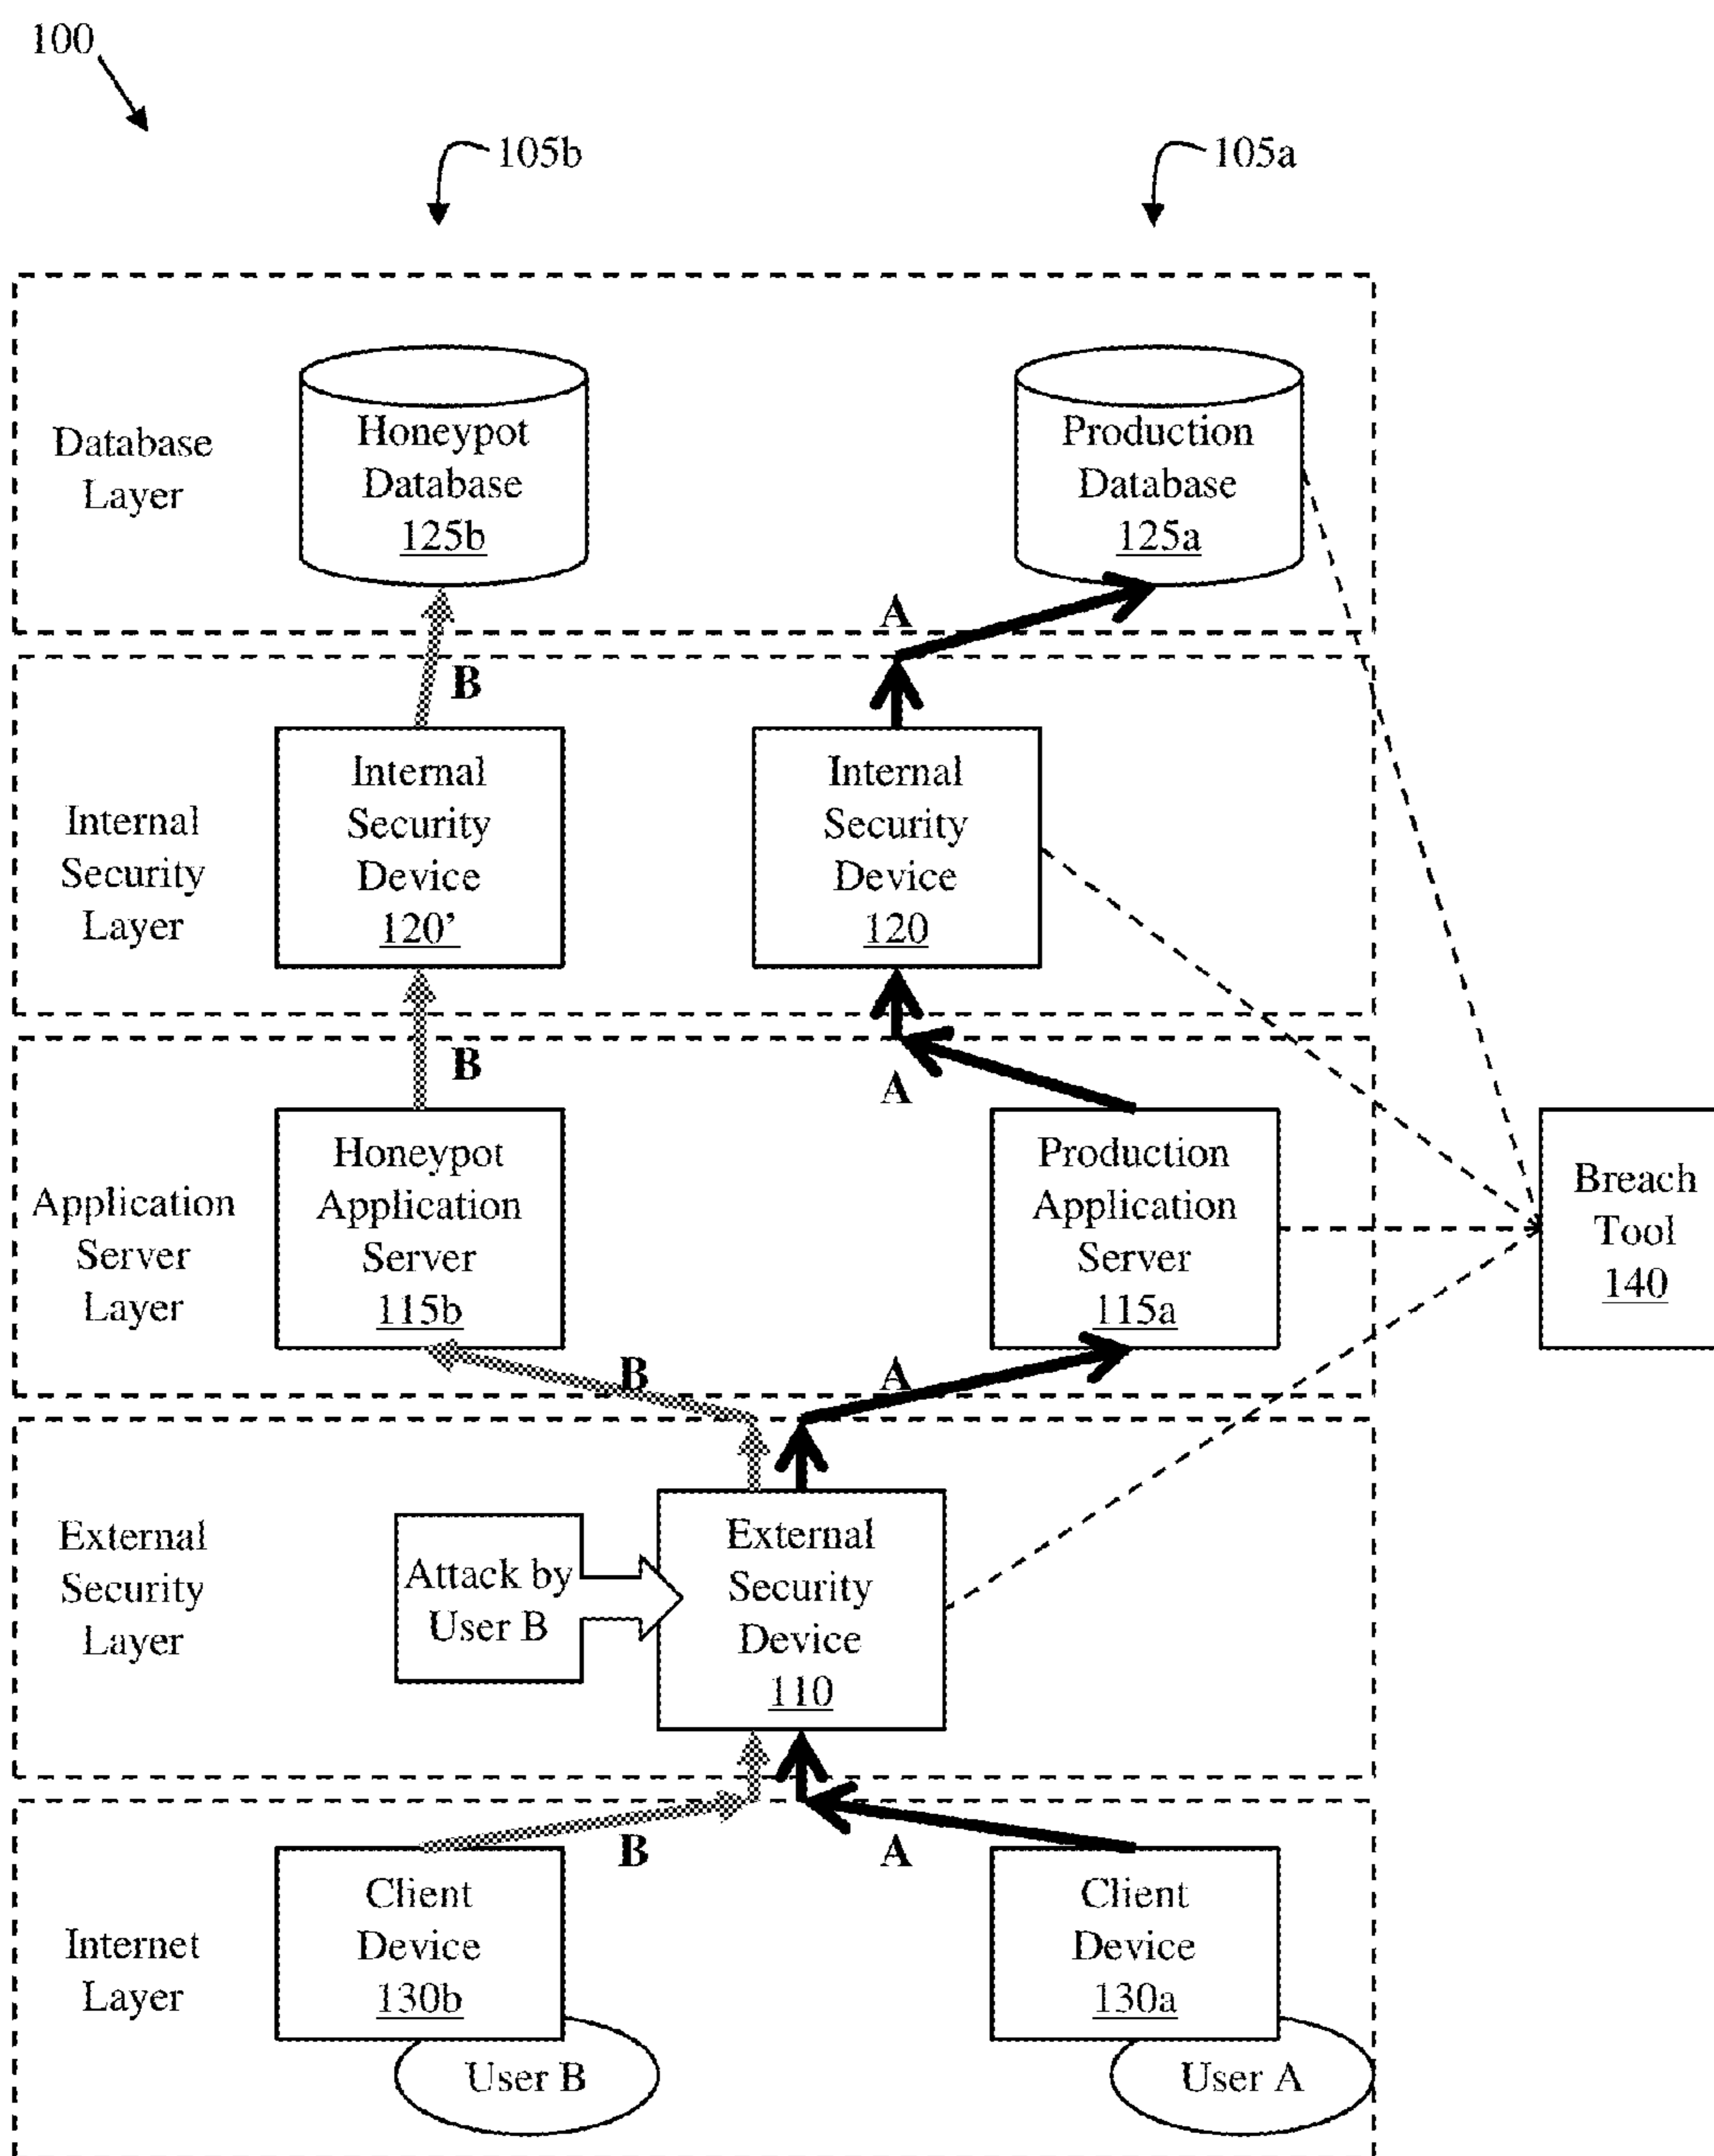 100
105b
105a
Database
Layer
Honeypot
Database
125b
Production
Database
125a
A
B
Internal
Security
Layer
Internal
Security
Device
120’
Internal
Security
Device
120
B
A
Application
Server
Layer
Honeypot
Application
Server
115b
Production
Application
Server
115a
Breach
Tool
140
B
A
External
Security
Layer
Attack by
User B
External
Security
Device
110
B
A
Internet
Layer
Client
Device
130b
User B
Client
Device
130a
User A